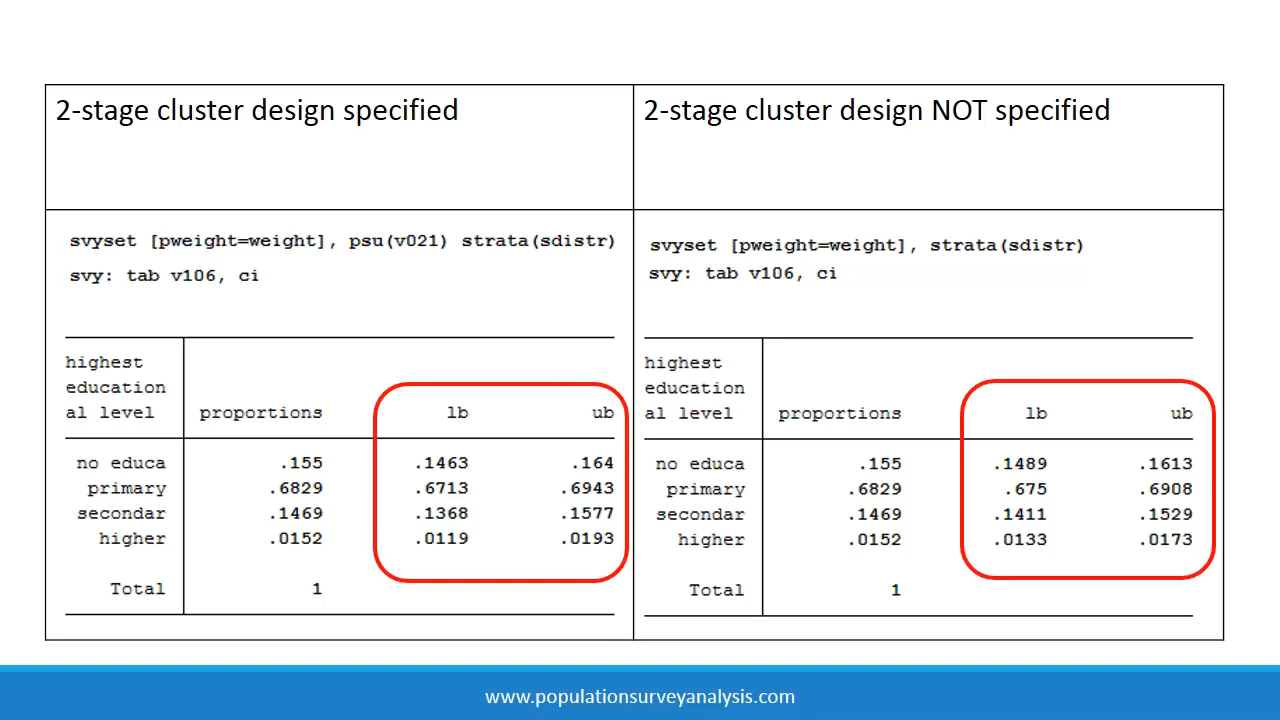 2-stage cluster design specified
2-stage cluster design NOT specified
svyset [pweight=weight], psu(v021) strata(sdistr)
svy: tab v106, ci
highest
education
al level proportions lb ub
no educa .155 .1463 .164
primary .6829 .6713 .6943
secondar .1469 .1368 .1577
higher .0152 .0119 .0193
Total 1
svyset [pweight=weight], strata(sdistr)
svy: tab v106, ci
highest
education
al level proportions lb ub
no educa .155 .1489 .1613
primary .6829 .675 .6908
secondar .1469 .1411 .1529
higher .0152 .0133 .0173
Total 1
www.populationsurveyanalysis.com